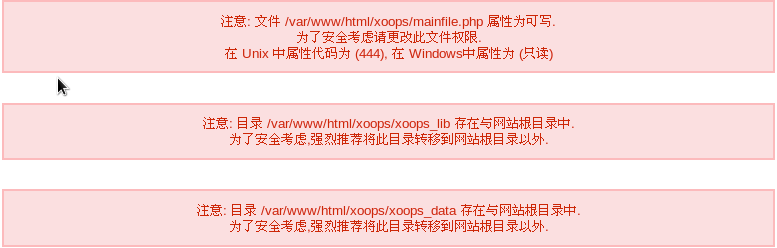 注意: 文件 /var/www/html/xoops/mainfile.php 属性为可写.
为了安全考虑请更改此文件权限.
在 Unix 中属性代码为 (444), 在 Windows中属性为 (只读)
注意: 目录 /var/www/html/xoops/xoops_lib 存在与网站根目录中.
为了安全考虑,强烈推荐将此目录转移到网站根目录以外.
注意: 目录 /var/www/html/xoops/xoops_data 存在与网站根目录中.
为了安全考虑,强烈推荐将此目录转移到网站根目录以外.